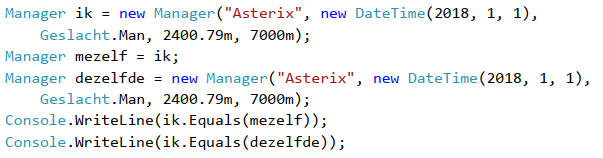 Manager ik = new Manager("Asterix", new DateTime(2018, 1, 1),
    Geslacht.Man, 2400.79m, 7000m);
Manager mezelf = ik;
Manager dezelfde = new Manager("Asterix", new DateTime(2018, 1, 1),
    Geslacht.Man, 2400.79m, 7000m);
Console.WriteLine(ik.Equals(mezelf));
Console.WriteLine(ik.Equals(dezelfde));